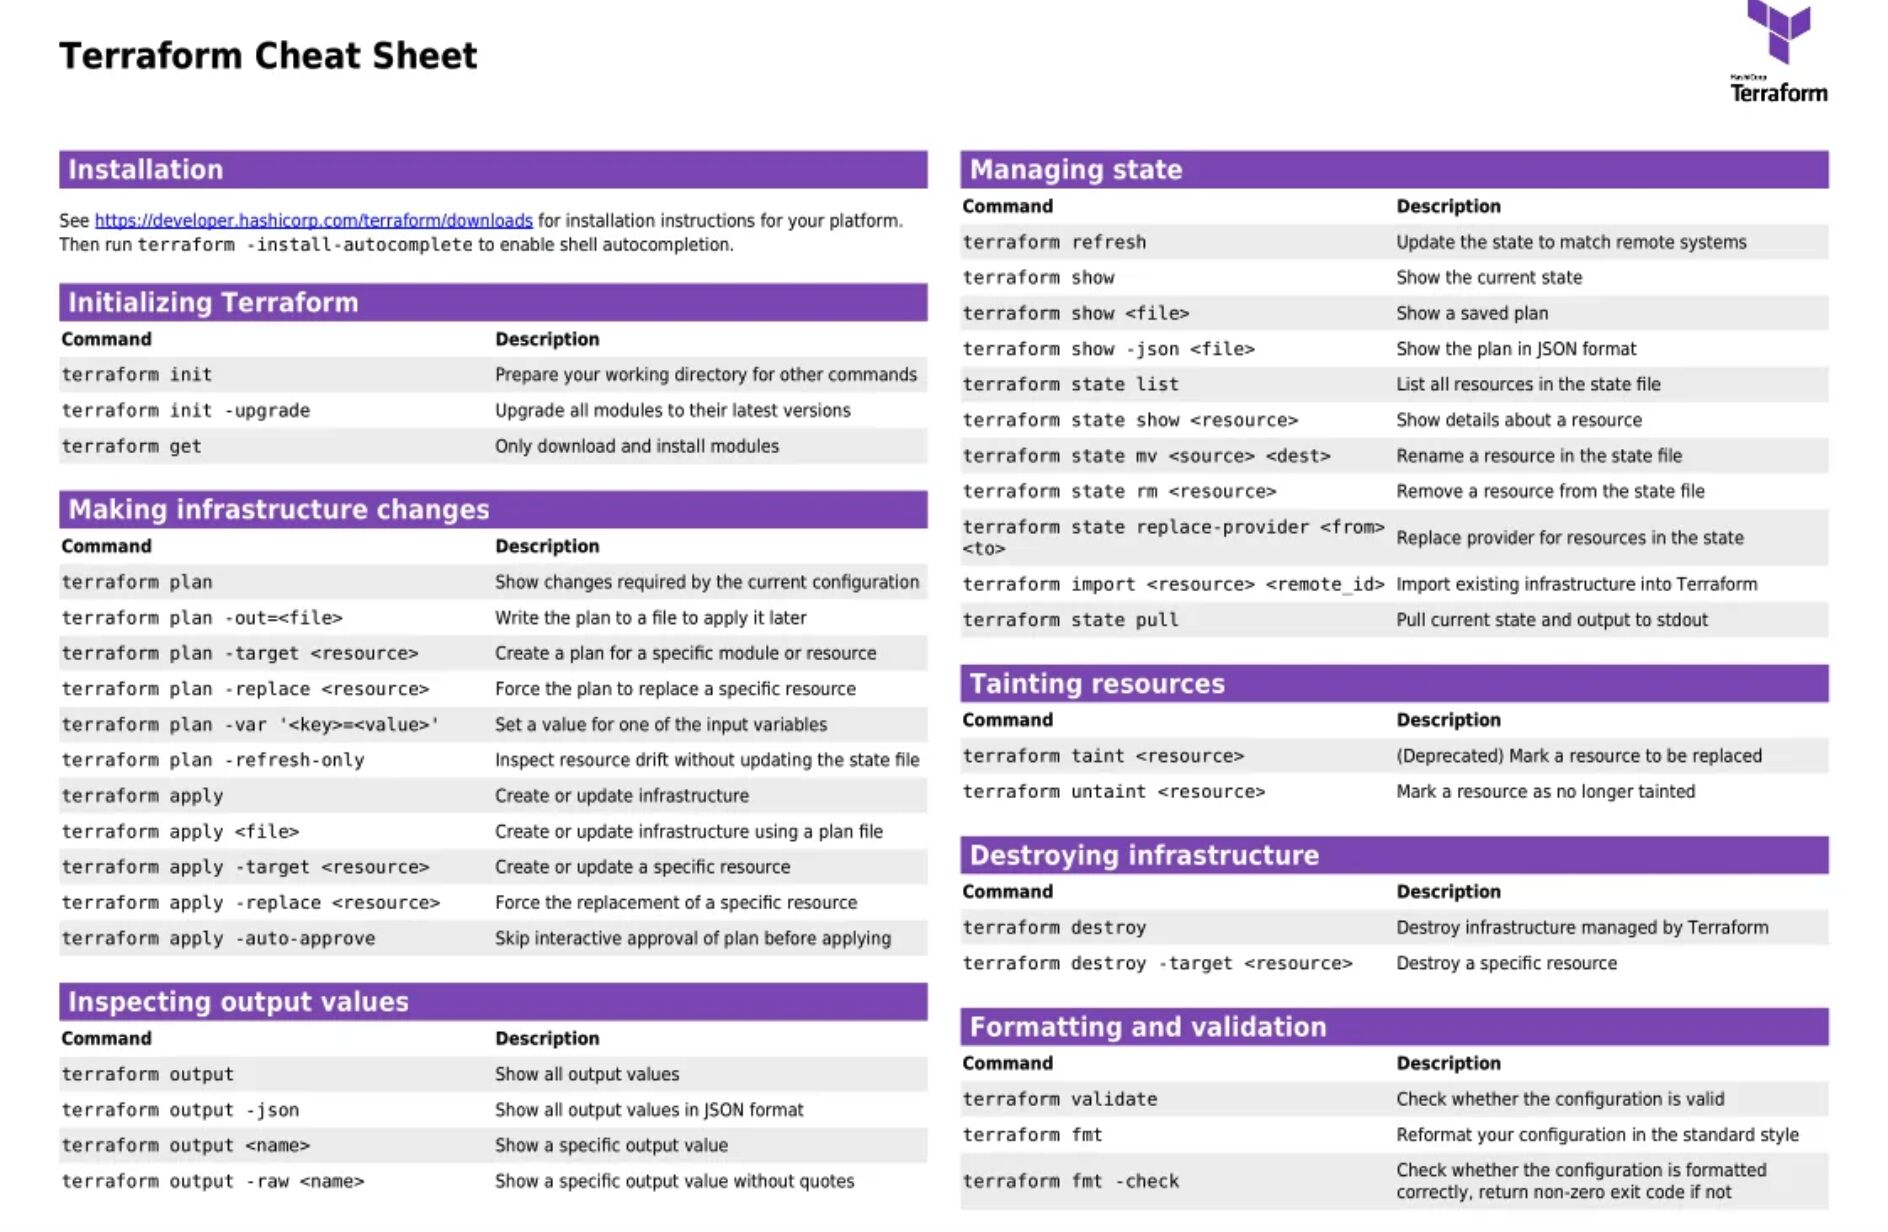 Terraform Cheat Sheet
HashiCorp
Terraform
Installation
See https://developer.hashicorp.com/terraform/downloads for installation instructions for your platform.
Then run terraform -install-autocomplete to enable shell autocompletion.
Initializing Terraform
Command Description
terraform init Prepare your working directory for other commands
terraform init -upgrade Upgrade all modules to their latest versions
terraform get Only download and install modules
Making infrastructure changes
Command Description
terraform plan Show changes required by the current configuration
terraform plan -out=<file> Write the plan to a file to apply it later
terraform plan -target <resource> Create a plan for a specific module or resource
terraform plan -replace <resource> Force the plan to replace a specific resource
terraform plan -var '<key>=<value>' Set a value for one of the input variables
terraform plan -refresh-only Inspect resource drift without updating the state file
terraform apply Create or update infrastructure
terraform apply <file> Create or update infrastructure using a plan file
terraform apply -target <resource> Create or update a specific resource
terraform apply -replace <resource> Force the replacement of a specific resource
terraform apply -auto-approve Skip interactive approval of plan before applying
Inspecting output values
Command Description
terraform output Show all output values
terraform output -json Show all output values in JSON format
terraform output <name> Show a specific output value
terraform output -raw <name> Show a specific output value without quotes
Managing state
Command Description
terraform refresh Update the state to match remote systems
terraform show Show the current state
terraform show <file> Show a saved plan
terraform show -json <file> Show the plan in JSON format
terraform state list List all resources in the state file
terraform state show <resource> Show details about a resource
terraform state mv <source> <dest> Rename a resource in the state file
terraform state rm <resource> Remove a resource from the state file
terraform state replace-provider <from>
<to> Replace provider for resources in the state
terraform import <resource> <remote_id> Import existing infrastructure into Terraform
terraform state pull Pull current state and output to stdout
Tainting resources
Command Description
terraform taint <resource> (Deprecated) Mark a resource to be replaced
terraform untaint <resource> Mark a resource as no longer tainted
Destroying infrastructure
Command Description
terraform destroy Destroy infrastructure managed by Terraform
terraform destroy -target <resource> Destroy a specific resource
Formatting and validation
Command Description
terraform validate Check whether the configuration is valid
terraform fmt Reformat your configuration in the standard style
terraform fmt -check Check whether the configuration is formatted
correctly, return non-zero exit code if not